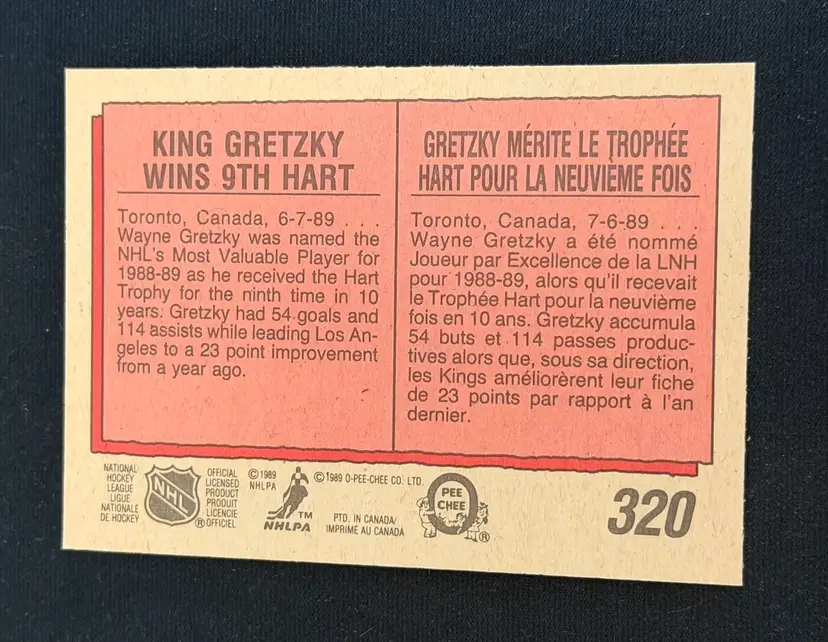 KING GRETZKY
WINS 9TH HART
Toronto, Canada, 6-7-89 . . .
Wayne Gretzky was named the
NHL's Most Valuable Player for
1988-89 as he received the Hart
Trophy for the ninth time in 10
years. Gretzky had 54 goals and
114 assists while leading Los An-
geles to a 23 point improvement
from a year ago.
GRETZKY MÉRITE LE TROPHÉE
HART POUR LA NEUVIÈME FOIS
Toronto, Canada, 7-6-89 . . .
Wayne Gretzky a été nommé
Joueur par Excellence de la LNH
pour 1988-89, alors qu'il recevait
le Trophée Hart pour la neuvième
fois en 10 ans. Gretzky accumula
54 buts et 114 passes produc-
tives alors que, sous sa direction,
les Kings améliorèrent leur fiche
de 23 points par rapport à l'an
dernier.
NATIONAL
HOCKEY
LEAGUE
LIGUE
NATIONALE
DE HOCKEY
NHL
OFFICIAL
LICENSED
PRODUCT
PRODUIT
LICENCIE
® OFFICIEL
© 1989
NHLPA
TM
NHLPA
© 1989 O-PEE-CHEE CO. LTD.
PTD. IN CANADA/
IMPRIMÉ AU CANADA
PEE
CHEE
®
320